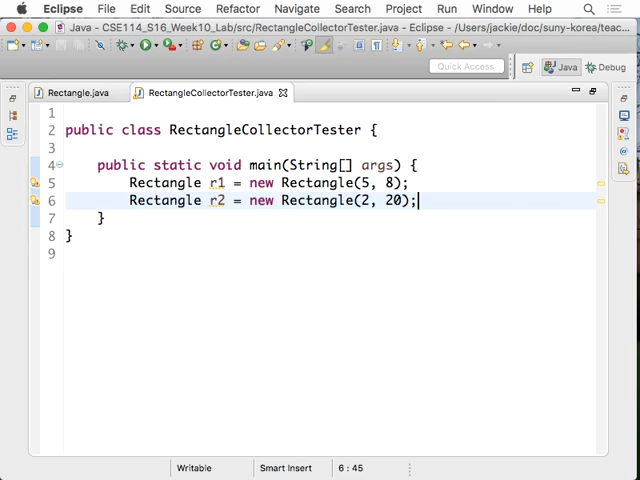 Eclipse File Edit Source Refactor Navigate Search Project Run Window Help
Java - CSE114_S16_Week10_Lab/src/RectangleCollectorTester.java - Eclipse - /Users/jackie/doc/suny-korea/teac
Quick Access
Java
Debug
Rectangle.java
RectangleCollectorTester.java
1
2 public class RectangleCollectorTester {
3
4 public static void main(String[] args) {
5 Rectangle r1 = new Rectangle(5, 8);
6 Rectangle r2 = new Rectangle(2, 20);
7 }
8 }
9
Writable Smart Insert 6 : 45